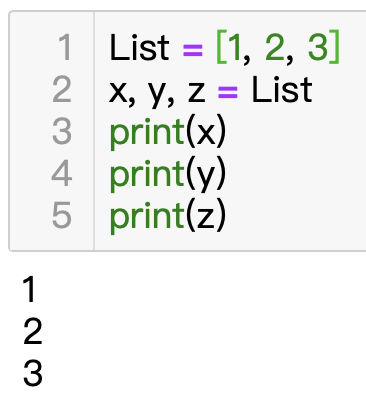 1 List = [1, 2, 3]
2 x, y, z = List
3 print(x)
4 print(y)
5 print(z)
1
2
3